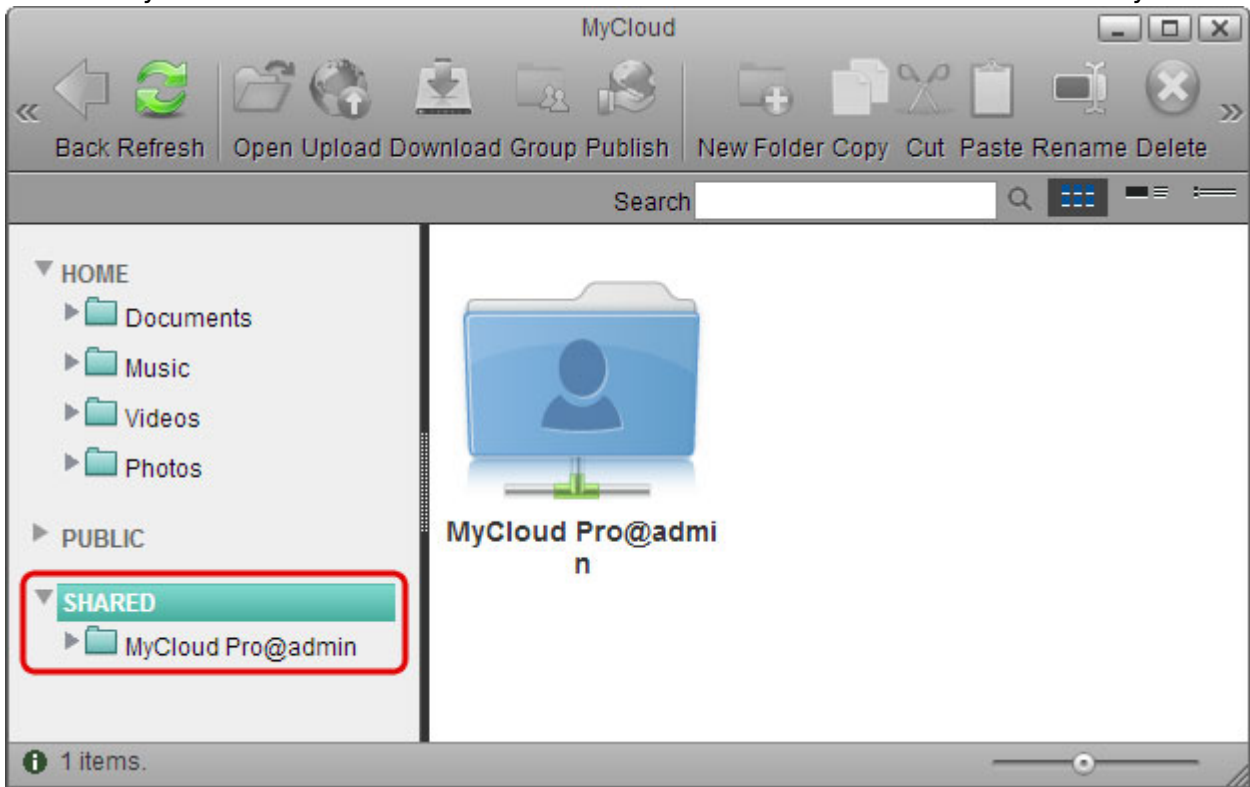 MyCloud
Back Refresh Open Upload Download Group Publish New Folder Copy Cut Paste Rename Delete
Search
HOME
Documents
Music
Videos
Photos
PUBLIC
SHARED
MyCloud Pro@admin
MyCloud Pro@admi
n
1 items.